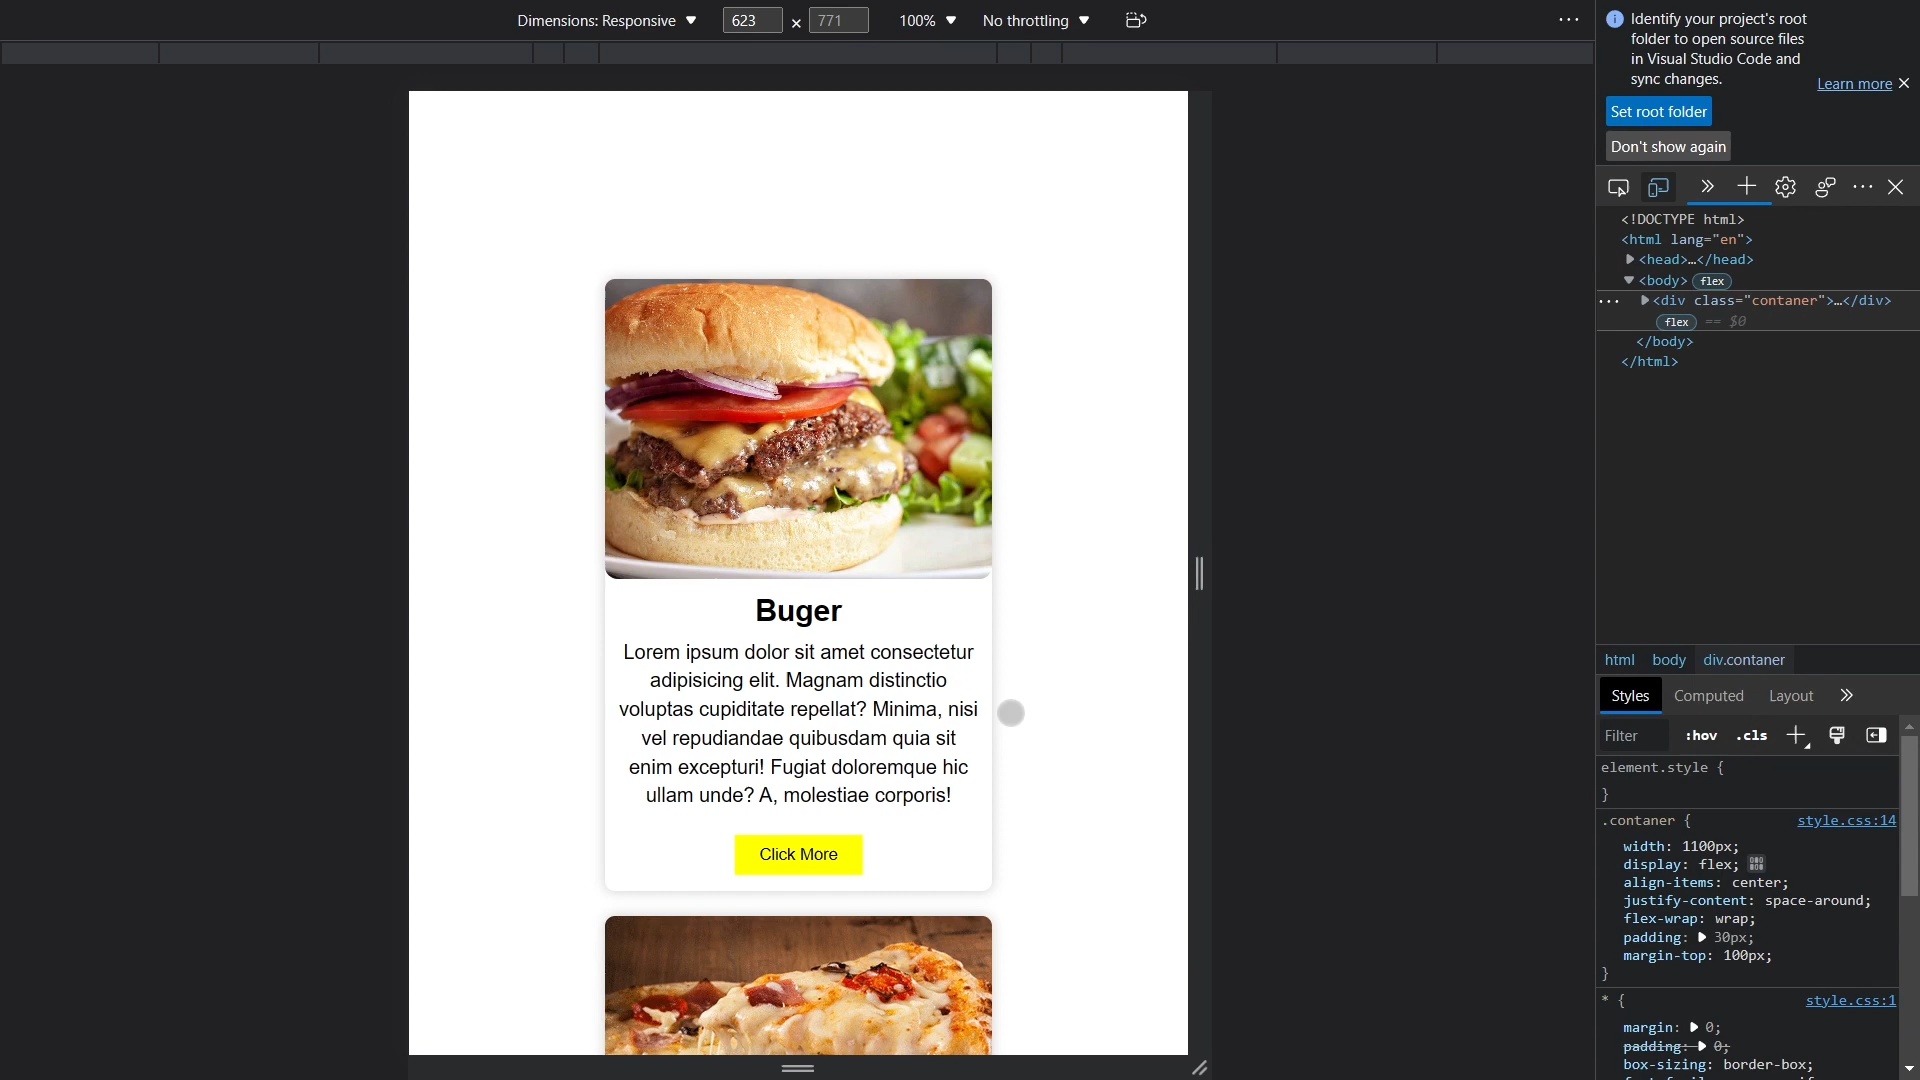 Dimensions: Responsive 623 × 771 100% No throttling
Identify your project's root
folder to open source files
in Visual Studio Code and
sync changes.
Learn more
Set root folder
Don't show again
<!DOCTYPE html>
<html lang="en">
<head>…</head>
<body> flex
<div class="contaner">…</div>
flex == $0
</body>
</html>
Buger
Lorem ipsum dolor sit amet consectetur
adipisicing elit. Magnam distinctio
voluptas cupiditate repellat? Minima, nisi
vel repudiandae quibusdam quia sit
enim excepturi! Fugiat doloremque hic
ullam unde? A, molestiae corporis!
Click More
html body div.contaner
Styles Computed Layout
Filter :hov .cls
element.style {
}
.contaner { style.css:14
width: 1100px;
display: flex;
align-items: center;
justify-content: space-around;
flex-wrap: wrap;
padding: 30px;
margin-top: 100px;
}
* { style.css:1
margin: 0;
padding: 0;
box-sizing: border-box;